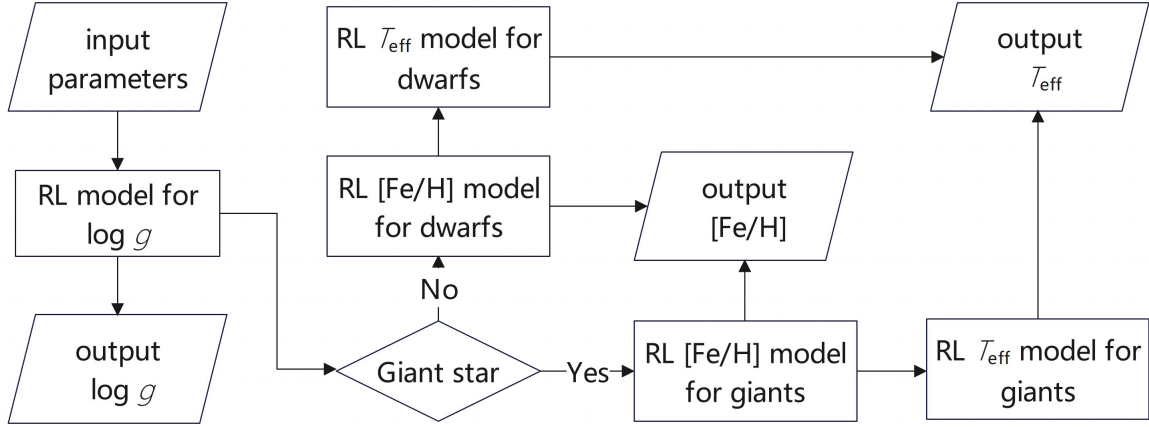 input
parameters
RL model for
log g
output
log g
RL Teff model for
dwarfs
RL [Fe/H] model
for dwarfs
No
Giant star
Yes
output
[Fe/H]
RL [Fe/H] model
for giants
output
Teff
RL Teff model for
giants